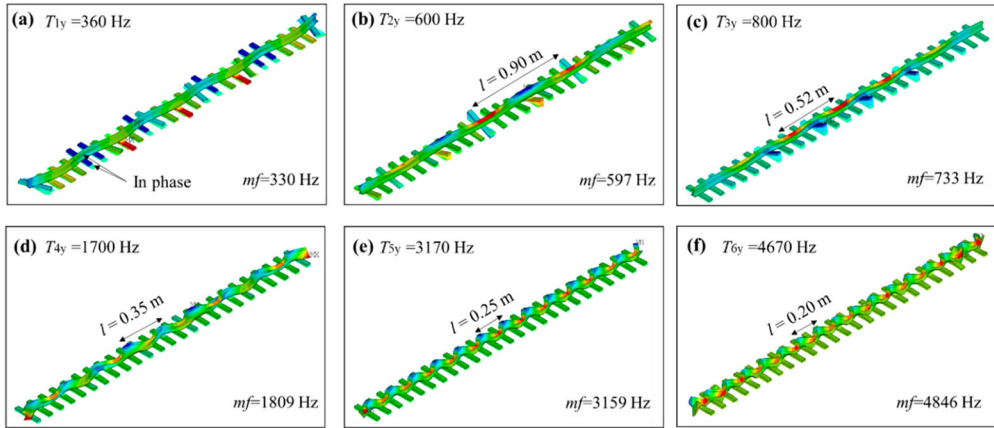 (a) T1y =360 Hz
In phase
mf=330 Hz
(b) T2y =600 Hz
l = 0.90 m
mf=597 Hz
(c) T3y =800 Hz
l = 0.52 m
mf=733 Hz
(d) T4y =1700 Hz
l = 0.35 m
MX
mf=1809 Hz
(e) T5y =3170 Hz
l = 0.25 m
mf=3159 Hz
(f) T6y =4670 Hz
l = 0.20 m
mf=4846 Hz